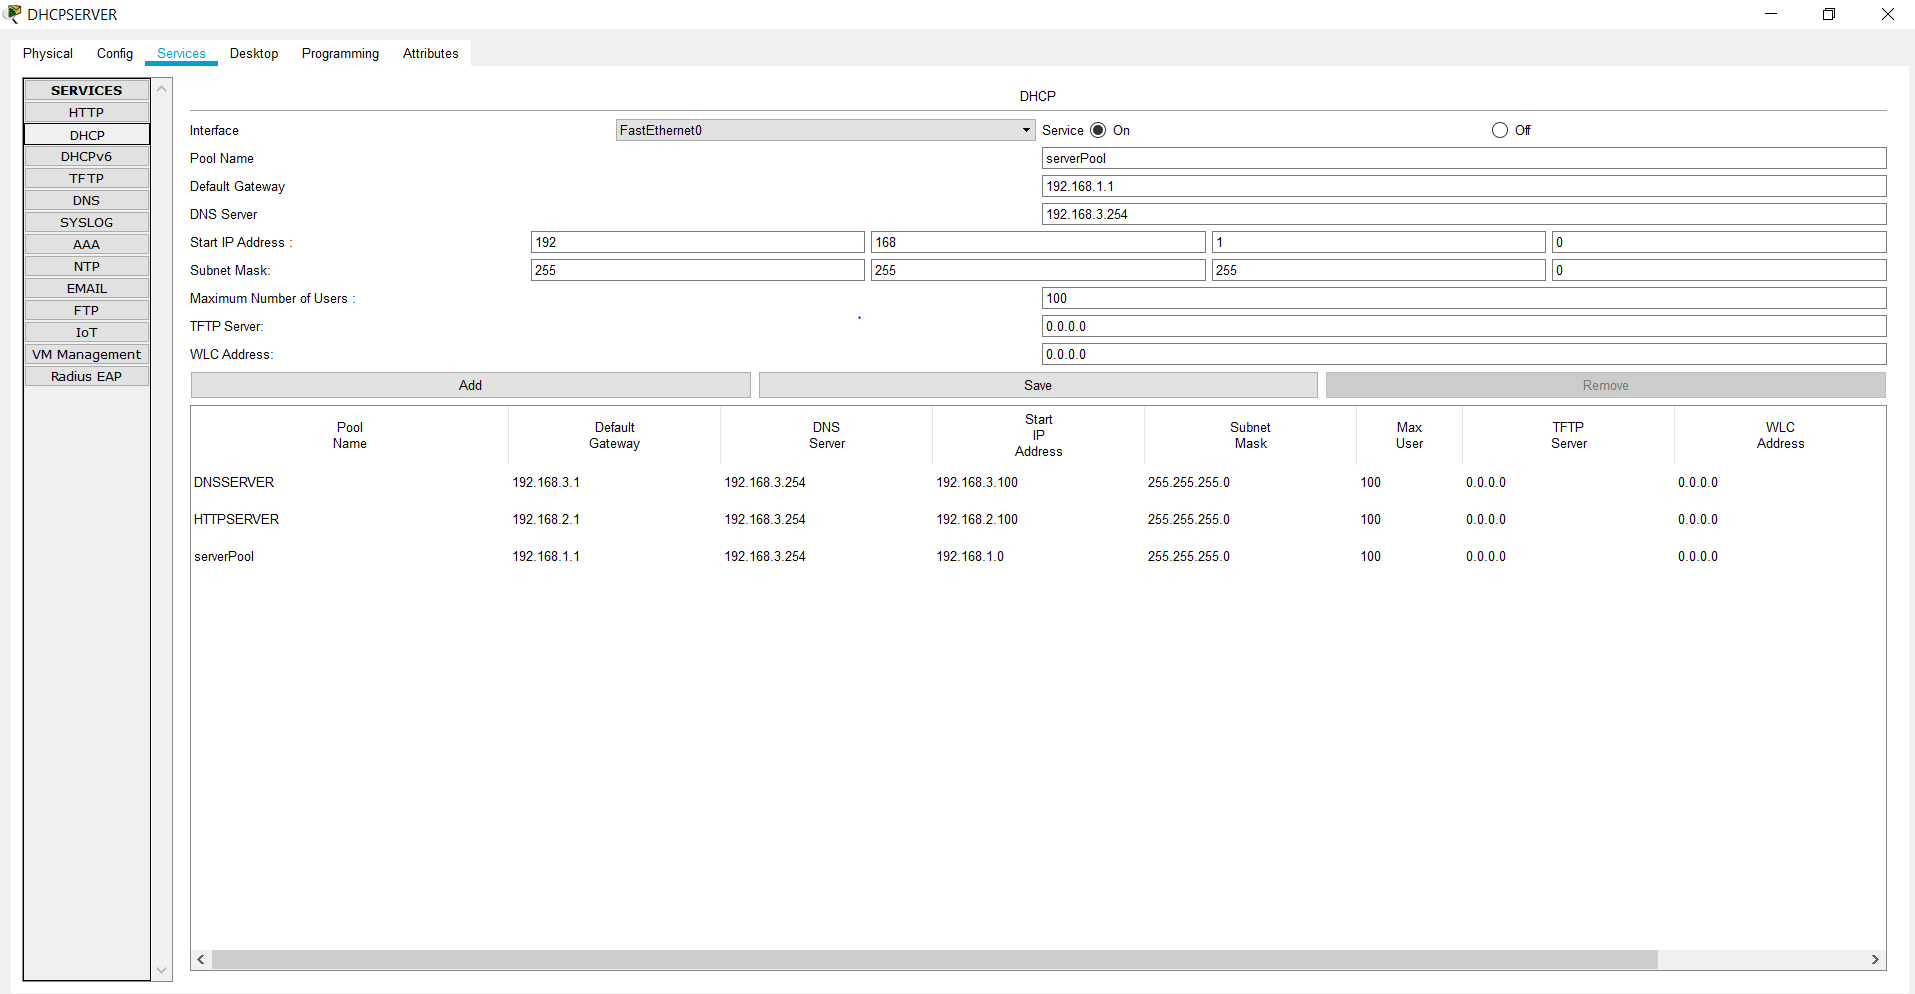 DHCPSERVER
Physical Config Services Desktop Programming Attributes
SERVICES
HTTP
DHCP
DHCPv6
TFTP
DNS
SYSLOG
AAA
NTP
EMAIL
FTP
IoT
VM Management
Radius EAP
DHCP
Interface FastEthernet0 Service On Off
Pool Name serverPool
Default Gateway 192.168.1.1
DNS Server 192.168.3.254
Start IP Address : 192 168 1 0
Subnet Mask: 255 255 255 0
Maximum Number of Users : 100
TFTP Server: 0.0.0.0
WLC Address: 0.0.0.0
Add Save Remove
Pool Name Default Gateway DNS Server Start IP Address Subnet Mask Max User TFTP Server WLC Address
DNSSERVER 192.168.3.1 192.168.3.254 192.168.3.100 255.255.255.0 100 0.0.0.0 0.0.0.0
HTTPSERVER 192.168.2.1 192.168.3.254 192.168.2.100 255.255.255.0 100 0.0.0.0 0.0.0.0
serverPool 192.168.1.1 192.168.3.254 192.168.1.0 255.255.255.0 100 0.0.0.0 0.0.0.0